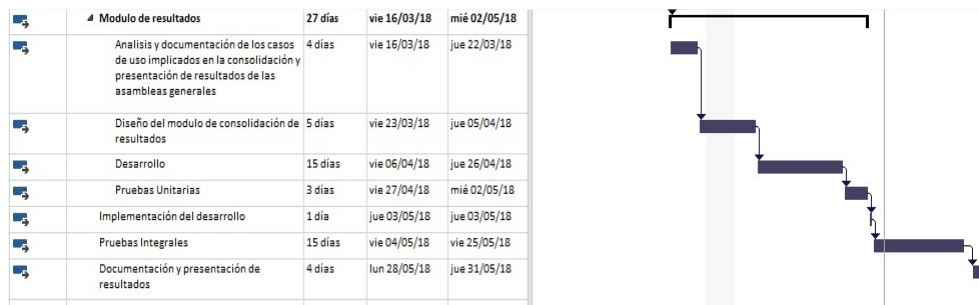 Modulo de resultados 27 días vie 16/03/18 mié 02/05/18
Analisis y documentación de los casos 4 días vie 16/03/18 jue 22/03/18
de uso implicados en la consolidación y
presentación de resultados de las
asambleas generales
Diseño del modulo de consolidación de 5 días vie 23/03/18 jue 05/04/18
resultados
Desarrollo 15 días vie 06/04/18 jue 26/04/18
Pruebas Unitarias 3 días vie 27/04/18 mié 02/05/18
Implementación del desarrollo 1 día jue 03/05/18 jue 03/05/18
Pruebas Integrales 15 días vie 04/05/18 vie 25/05/18
Documentación y presentación de 4 días lun 28/05/18 jue 31/05/18
resultados